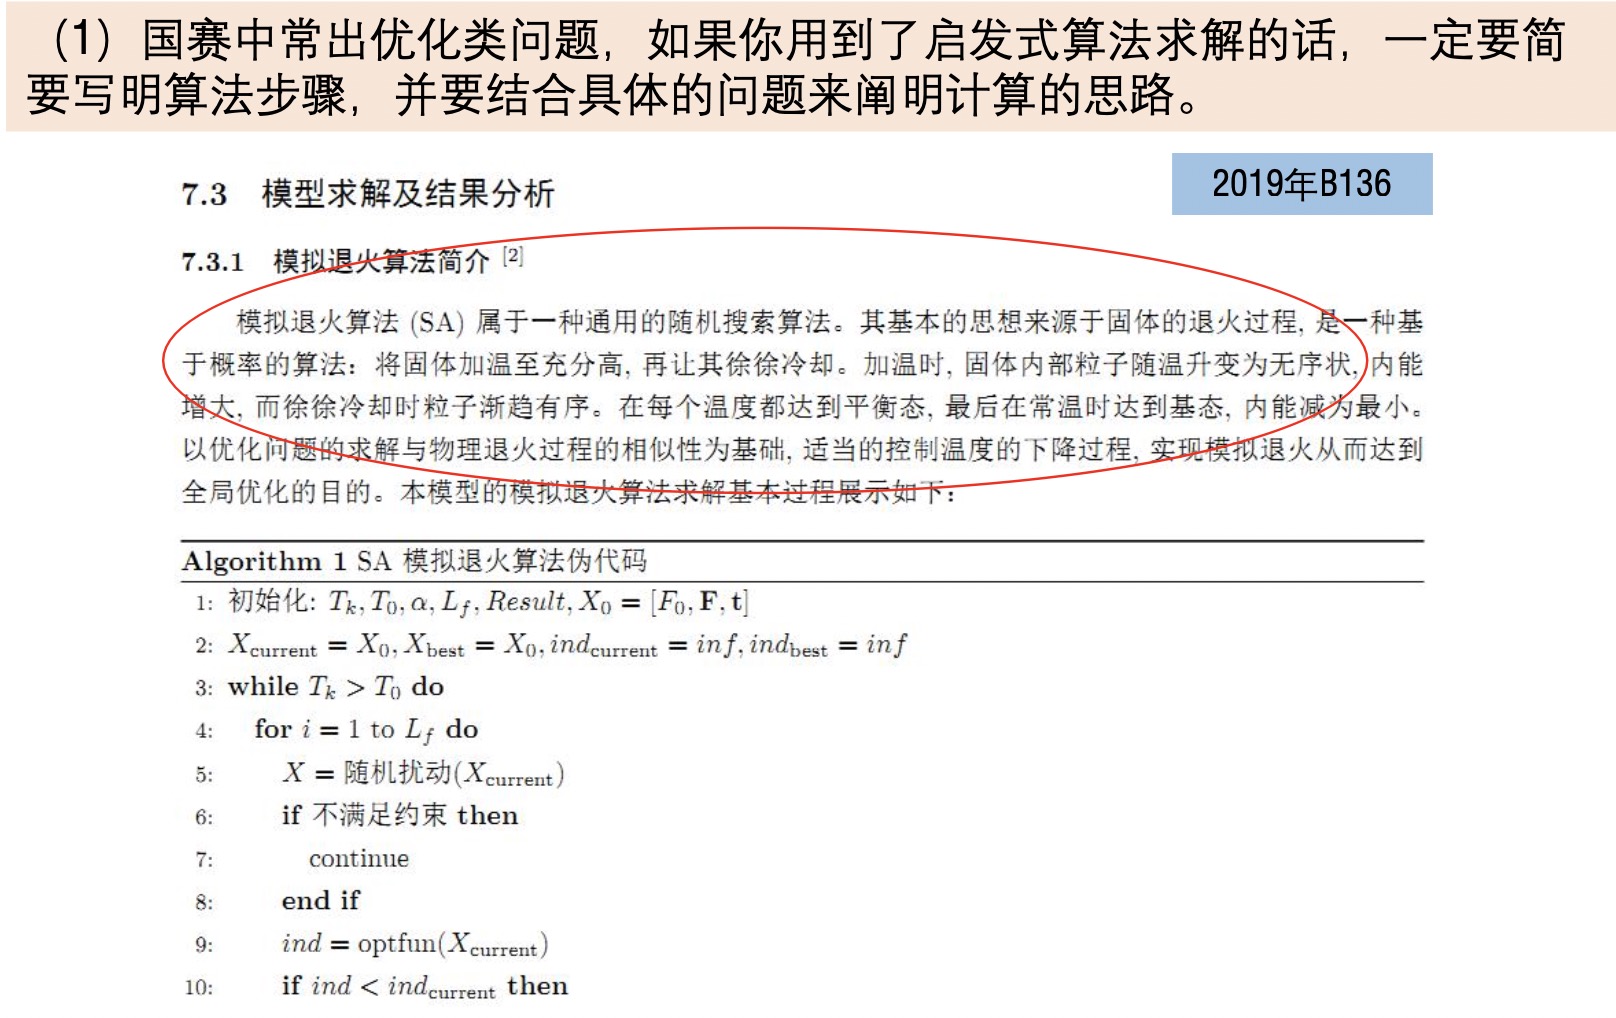 （1）国赛中常出优化类问题，如果你用到了启发式算法求解的话，一定要简
要写明算法步骤，并要结合具体的问题来阐明计算的思路。
2019年B136
7.3 模型求解及结果分析
7.3.1 模拟退火算法简介 [2]
模拟退火算法 (SA) 属于一种通用的随机搜索算法。其基本的思想来源于固体的退火过程, 是一种基
于概率的算法：将固体加温至充分高, 再让其徐徐冷却。加温时, 固体内部粒子随温升变为无序状, 内能
增大, 而徐徐冷却时粒子渐趋有序。在每个温度都达到平衡态, 最后在常温时达到基态, 内能减为最小。
以优化问题的求解与物理退火过程的相似性为基础, 适当的控制温度的下降过程, 实现模拟退火从而达到
全局优化的目的。本模型的模拟退火算法求解基本过程展示如下：
Algorithm 1 SA 模拟退火算法伪代码
1: 初始化: T_k, T_0, α, L_f, Result, X_0 = [F_0, F, t]
2: X_current = X_0, X_best = X_0, ind_current = inf, ind_best = inf
3: while T_k > T_0 do
4: for i = 1 to L_f do
5: X = 随机扰动(X_current)
6: if 不满足约束 then
7: continue
8: end if
9: ind = optfun(X_current)
10: if ind < ind_current then